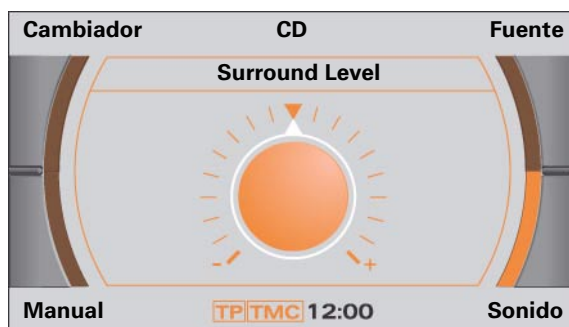 Cambiador CD Fuente
Surround Level
- +
Manual TP TMC 12:00 Sonido